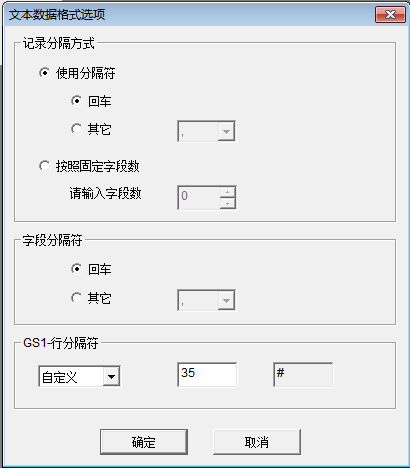 文本数据格式选项
记录分隔方式
使用分隔符
回车
其它 ,
按照固定字段数
请输入字段数 0
字段分隔符
回车
其它 ,
GS1-行分隔符
自定义 35 #
确定 取消